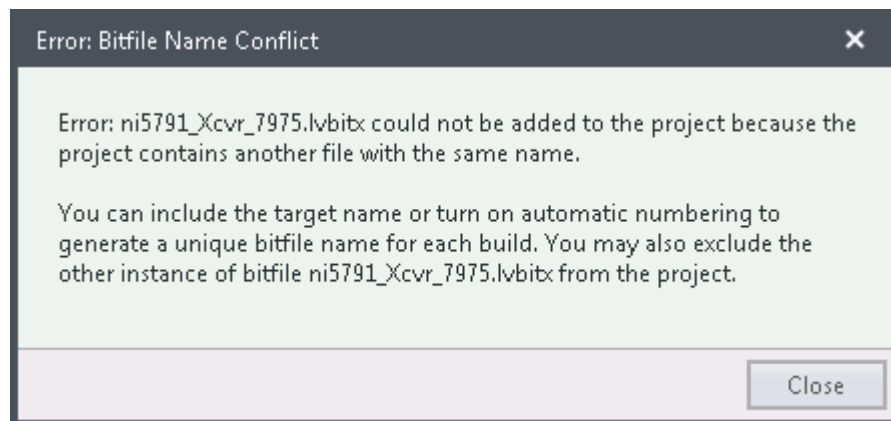 Error: Bitfile Name Conflict
Error: ni5791_Xcvr_7975.lvbitx could not be added to the project because the
project contains another file with the same name.
You can include the target name or turn on automatic numbering to
generate a unique bitfile name for each build. You may also exclude the
other instance of bitfile ni5791_Xcvr_7975.lvbitx from the project.
Close